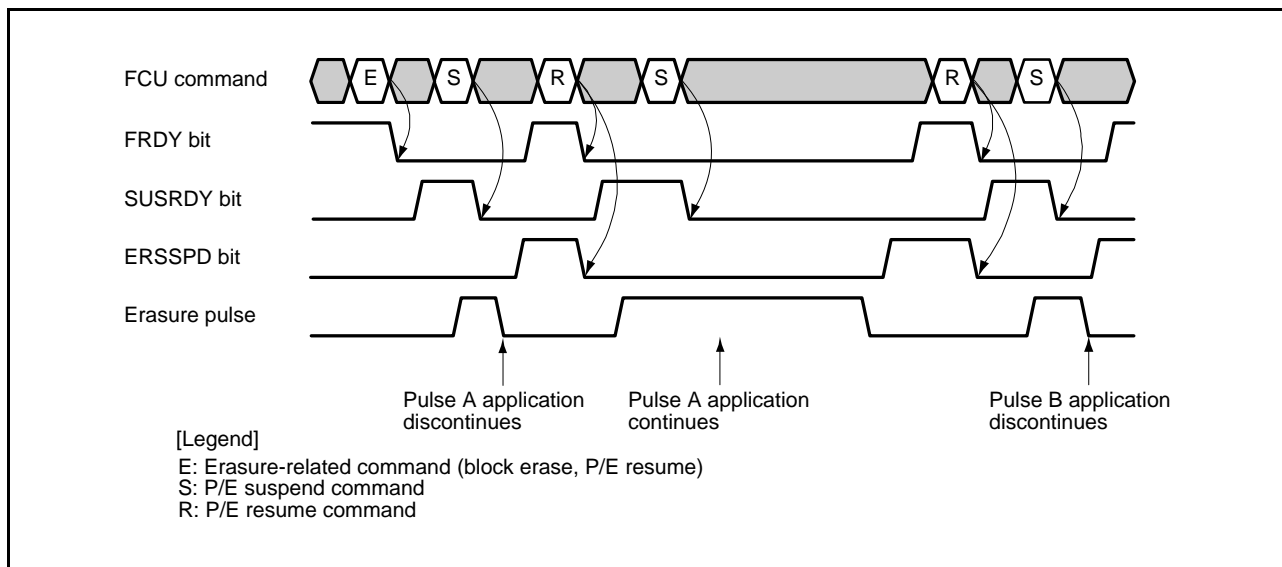 FCU command
E S R S R S
FRDY bit
SUSRDY bit
ERSSPD bit
Erasure pulse
Pulse A application
discontinues
Pulse A application
continues
Pulse B application
discontinues
[Legend]
E: Erasure-related command (block erase, P/E resume)
S: P/E suspend command
R: P/E resume command